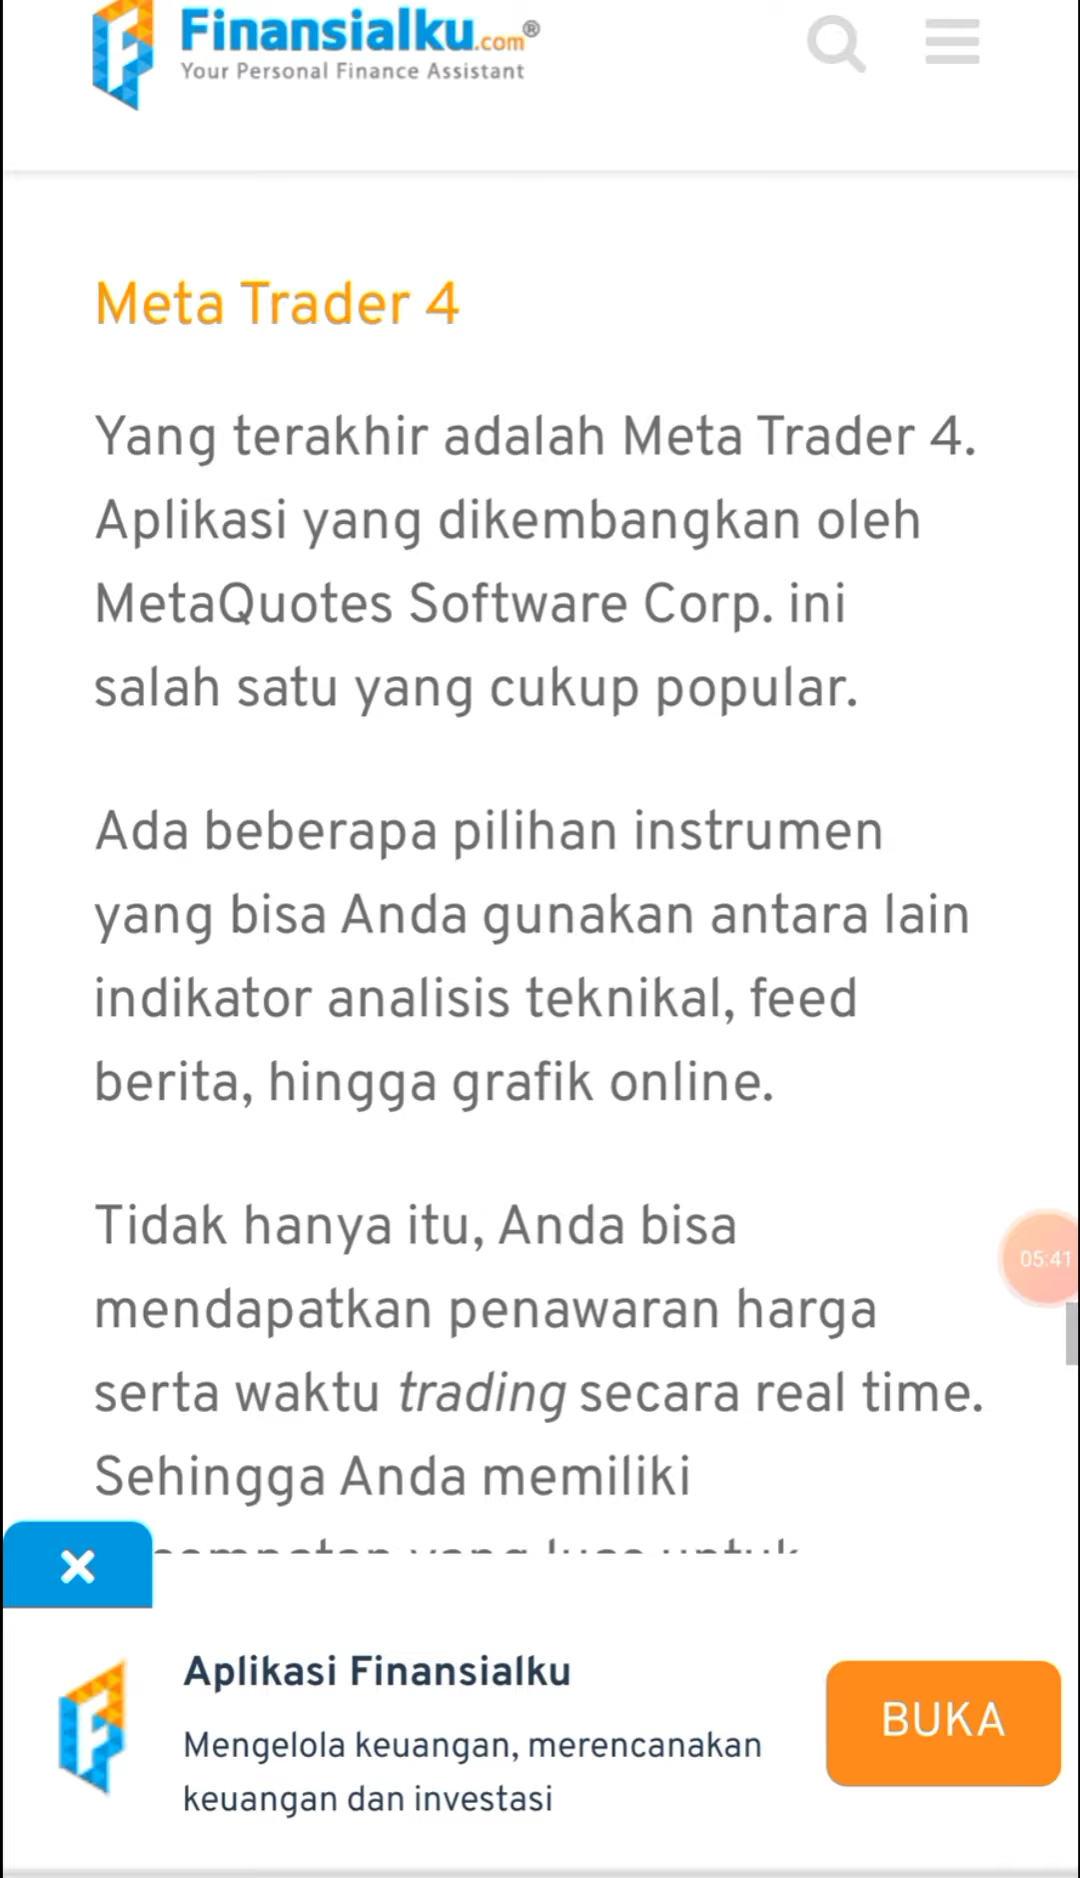 Finansialku.com®
Your Personal Finance Assistant
Meta Trader 4
Yang terakhir adalah Meta Trader 4.
Aplikasi yang dikembangkan oleh
MetaQuotes Software Corp. ini
salah satu yang cukup popular.
Ada beberapa pilihan instrumen
yang bisa Anda gunakan antara lain
indikator analisis teknikal, feed
berita, hingga grafik online.
Tidak hanya itu, Anda bisa
mendapatkan penawaran harga
05:41
serta waktu trading secara real time.
Sehingga Anda memiliki
yang luas untuk
Aplikasi Finansialku
Mengelola keuangan, merencanakan
keuangan dan investasi
BUKA